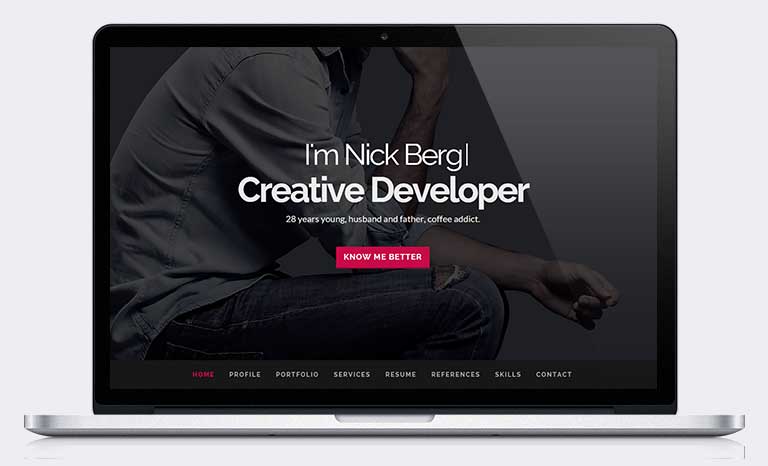 I'm Nick Berg|
Creative Developer
28 years young, husband and father, coffee addict.
KNOW ME BETTER
HOME PROFILE PORTFOLIO SERVICES RESUME REFERENCES SKILLS CONTACT